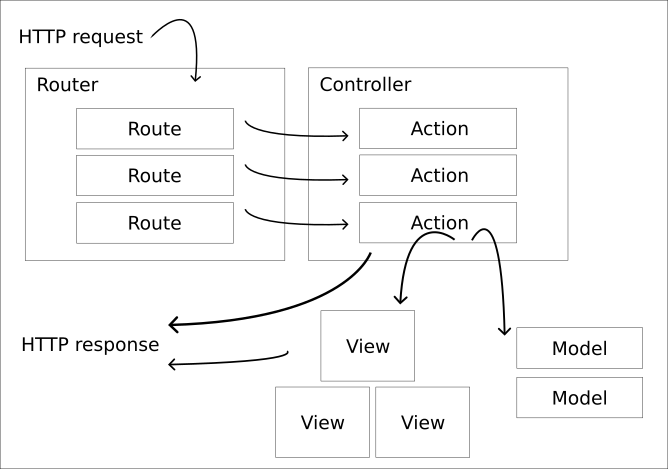 HTTP request
Router
Controller
Route
Action
Route
Action
Route
Action
HTTP response
View
Model
Model
View
View